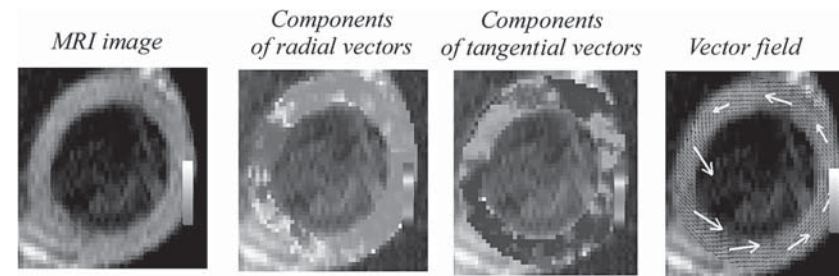 MRI image
Components
of radial vectors
Components
of tangential vectors
Vector field